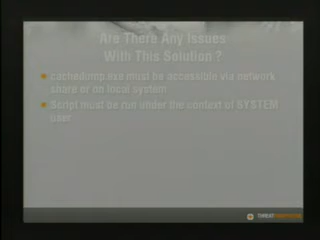 Are There Any Issues
With This Solution ?
cachedump.exe must be accessible via network
share or on local system
Script must be run under the context of SYSTEM
user